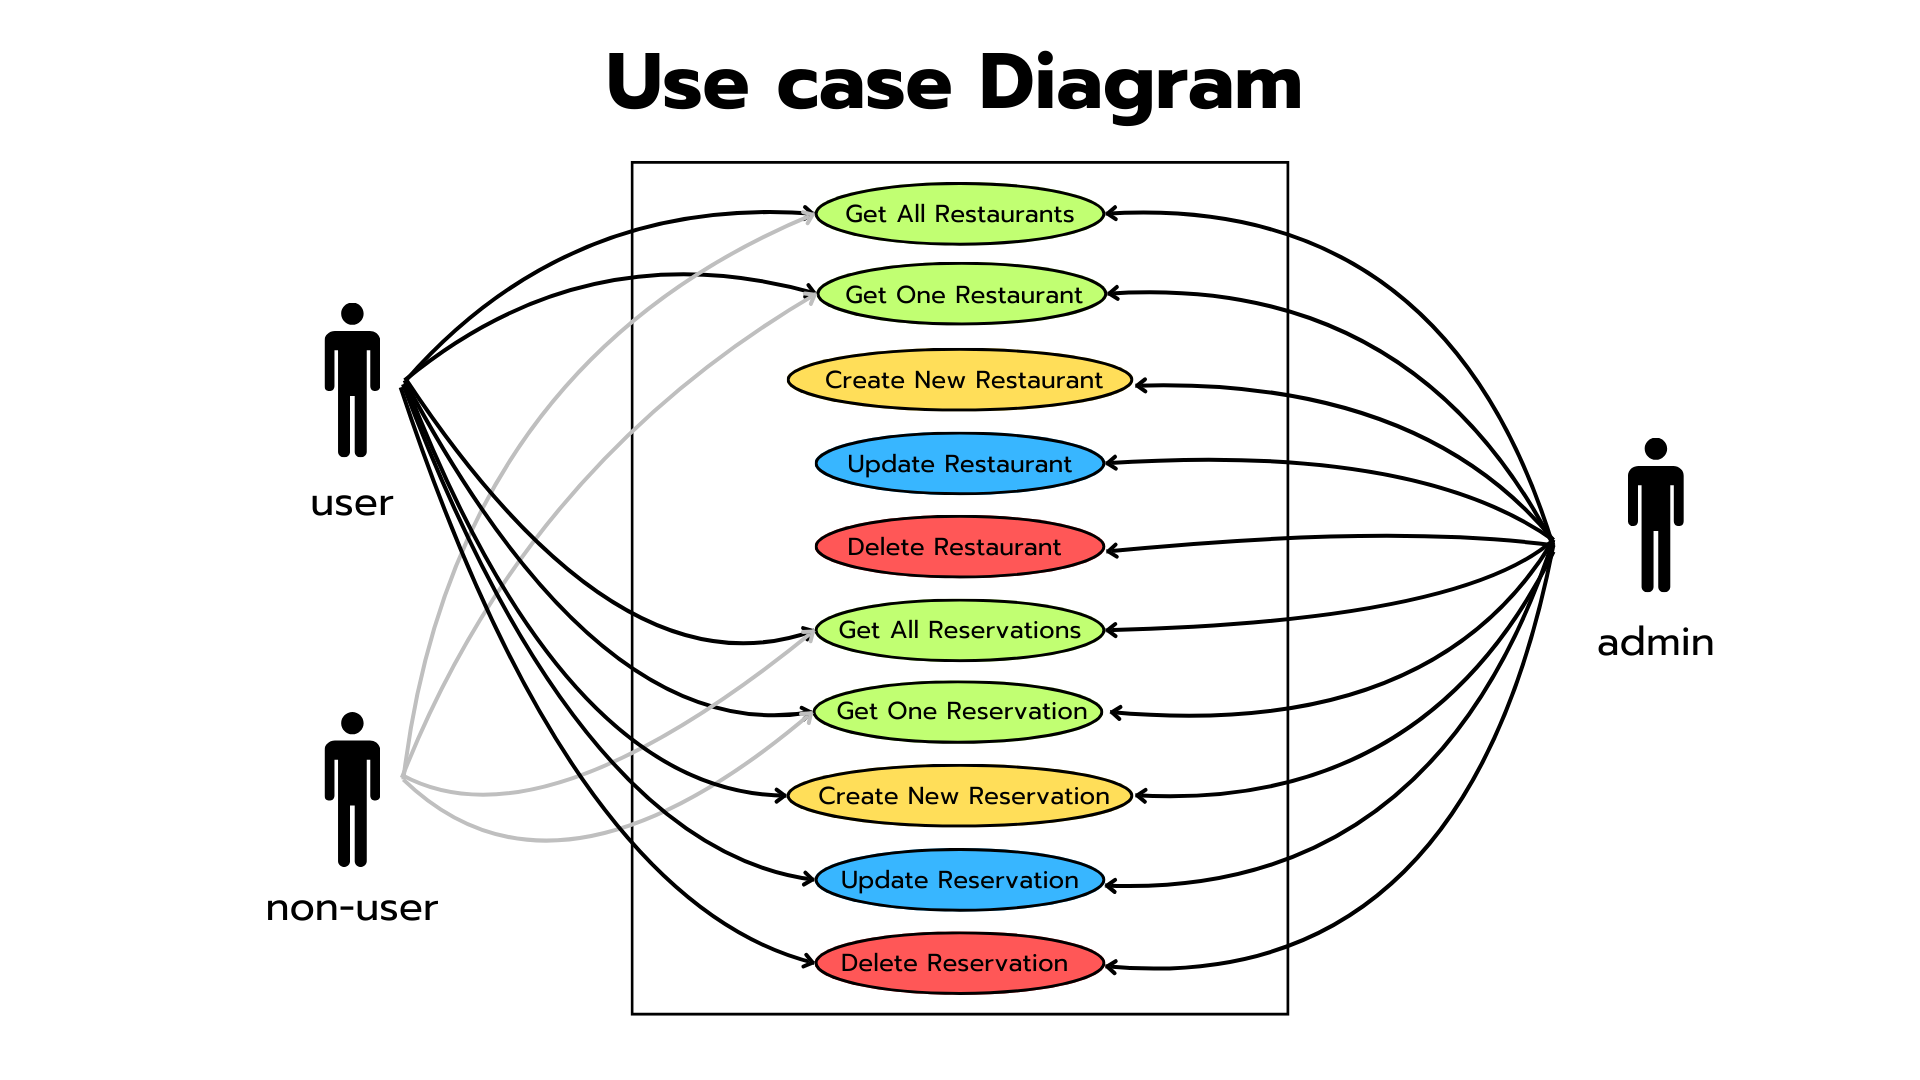 Use case Diagram
Get All Restaurants
Get One Restaurant
Create New Restaurant
Update Restaurant
Delete Restaurant
Get All Reservations
Get One Reservation
Create New Reservation
Update Reservation
Delete Reservation
user
non-user
admin